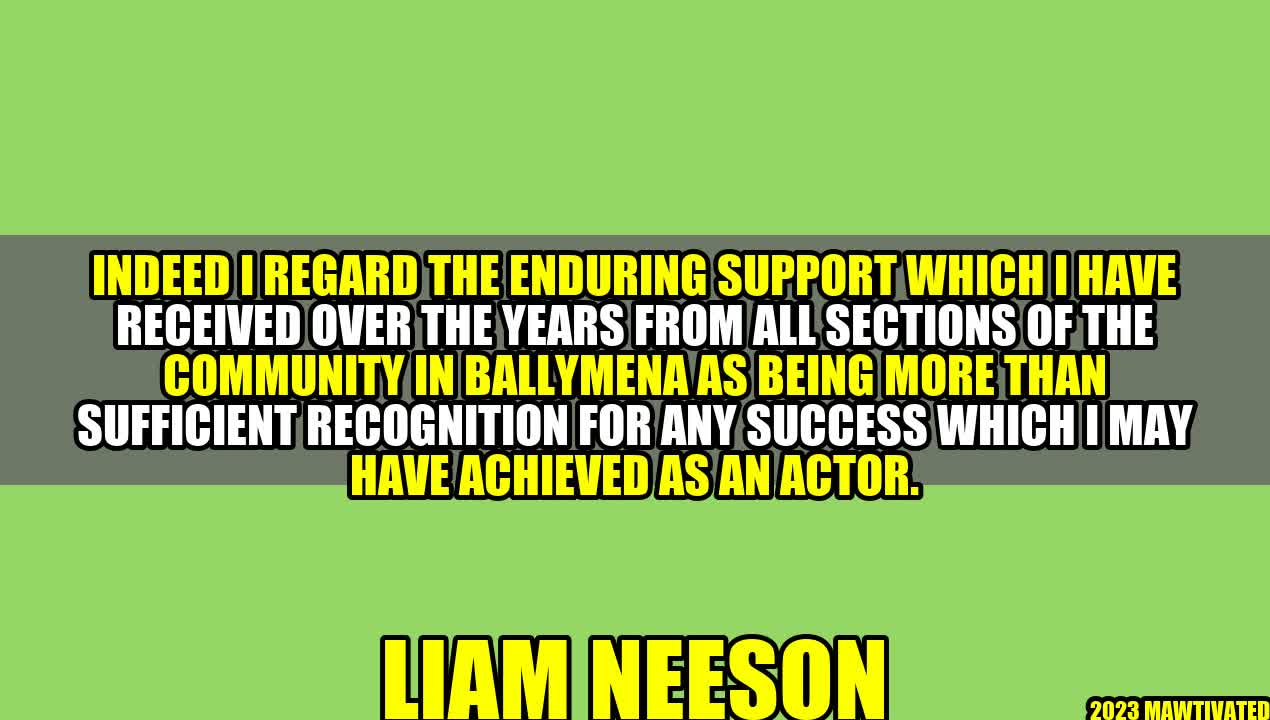 INDEED I REGARD THE ENDURING SUPPORT WHICH I HAVE
RECEIVED OVER THE YEARS FROM ALL SECTIONS OF THE
COMMUNITY IN BALLYMENA AS BEING MORE THAN
SUFFICIENT RECOGNITION FOR ANY SUCCESS WHICH I MAY
HAVE ACHIEVED AS AN ACTOR.
LIAM NEESON
2023 MAWTIVATED